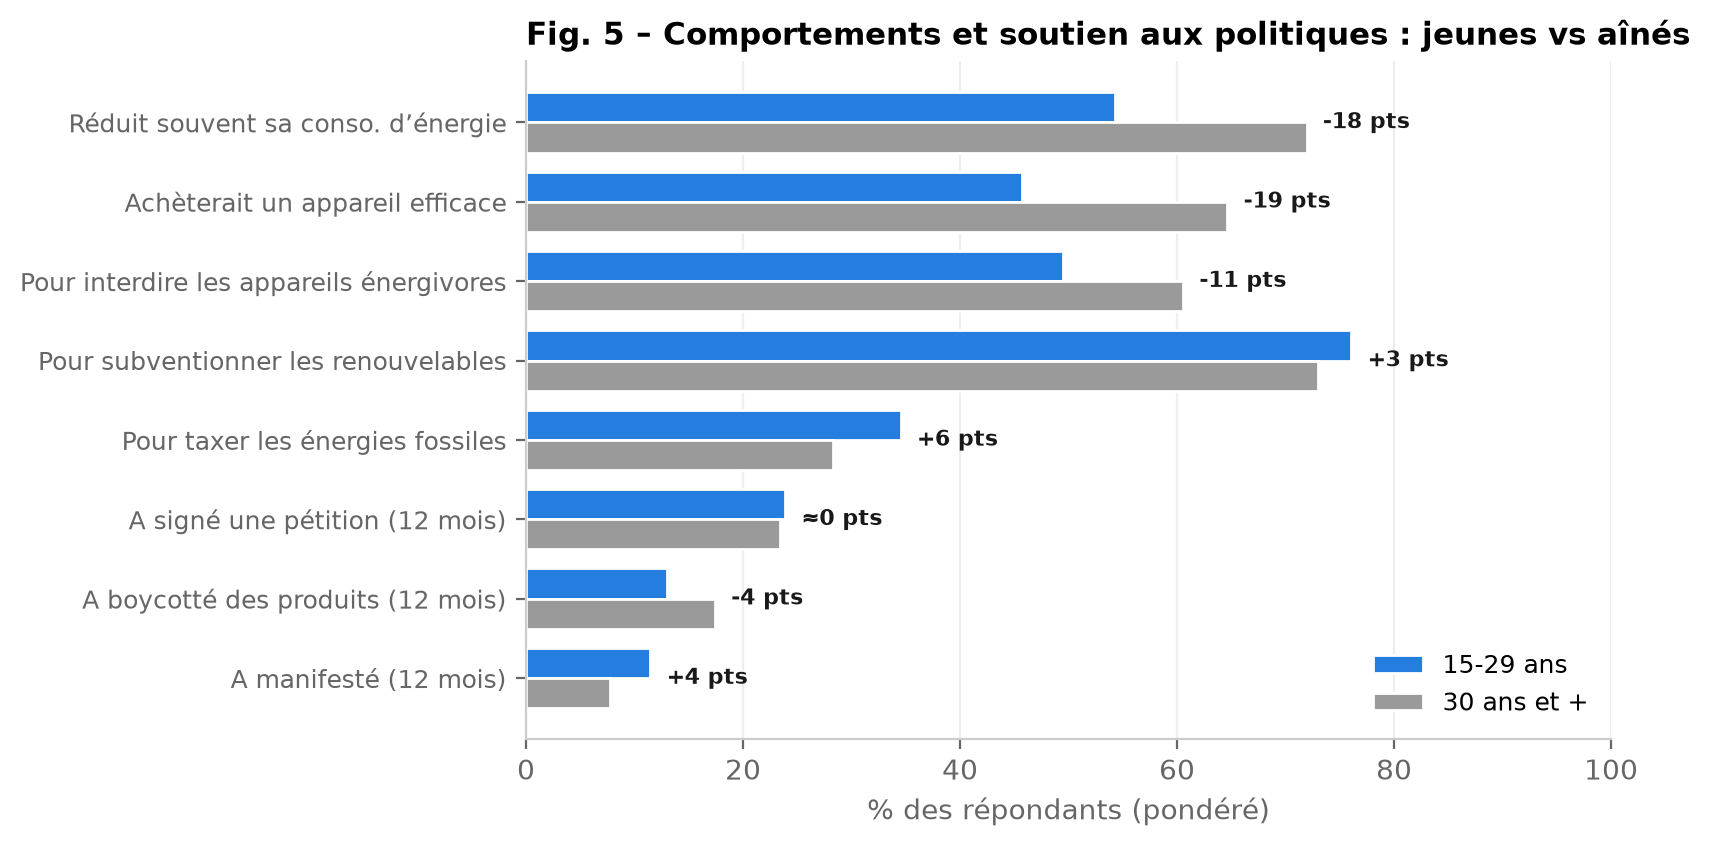 Fig. 5 – Comportements et soutien aux politiques : jeunes vs aînés
Réduit souvent sa conso. d’énergie
-18 pts
Achèterait un appareil efficace
-19 pts
Pour interdire les appareils énergivores
-11 pts
Pour subventionner les renouvelables
+3 pts
Pour taxer les énergies fossiles
+6 pts
A signé une pétition (12 mois)
≈0 pts
A boycotté des produits (12 mois)
-4 pts
A manifesté (12 mois)
+4 pts
15-29 ans
30 ans et +
0 20 40 60 80 100
% des répondants (pondéré)